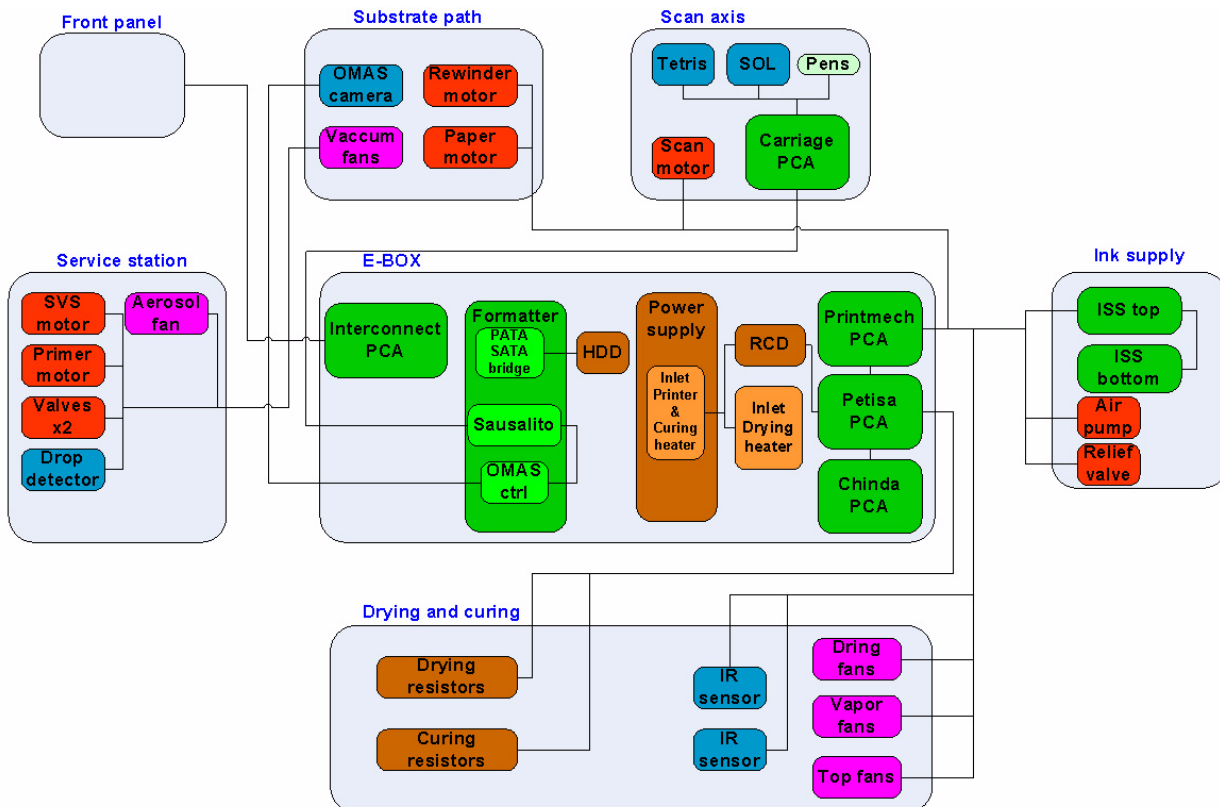 Front panel
Substrate path
OMAS
camera
Rewinder
motor
Vaccum
fans
Paper
motor
Scan axis
Tetris
SOL
Pens
Scan
motor
Carriage
PCA
Service station
SVS
motor
Aerosol
fan
Primer
motor
Valves
x2
Drop
detector
E-BOX
Interconnect
PCA
Formatter
PATA
SATA
bridge
HDD
Sausalito
OMAS
ctrl
Power
supply
Inlet
Printer
&
Curing
heater
RCD
Inlet
Drying
heater
Printmech
PCA
Petisa
PCA
Chinda
PCA
Ink supply
ISS top
ISS
bottom
Air
pump
Relief
valve
Drying and curing
Drying
resistors
Curing
resistors
IR
sensor
IR
sensor
Dring
fans
Vapor
fans
Top fans